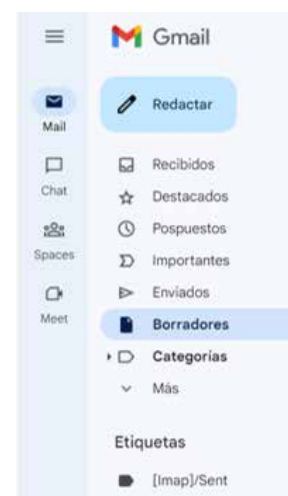 Gmail
Redactar
Mail
Recibidos
Chat
Destacados
Pospuestos
Spaces
Importantes
Enviados
Meet
Borradores
Categorías
Más
Etiquetas
[Imap]/Sent